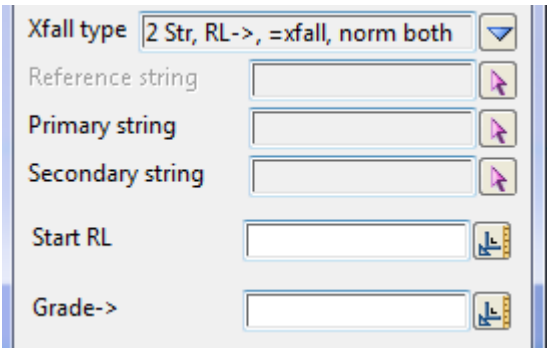 Xfall type 2 Str, RL->, =xfall, norm both
Reference string
Primary string
Secondary string
Start RL
Grade->